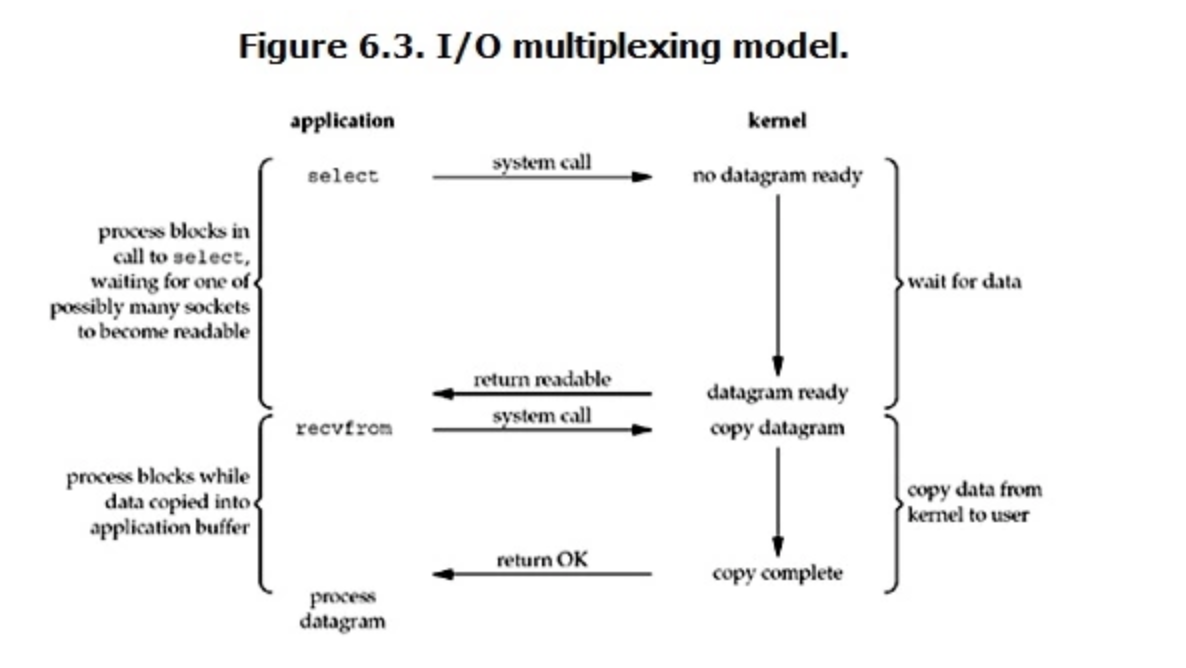 Figure 6.3. I/O multiplexing model.
application
kernel
select
system call
no datagram ready
process blocks in
call to select,
waiting for one of
possibly many sockets
to become readable
wait for data
return readable
datagram ready
recvfrom
system call
copy datagram
process blocks while
data copied into
application buffer
copy data from
kernel to user
return OK
copy complete
process
datagram